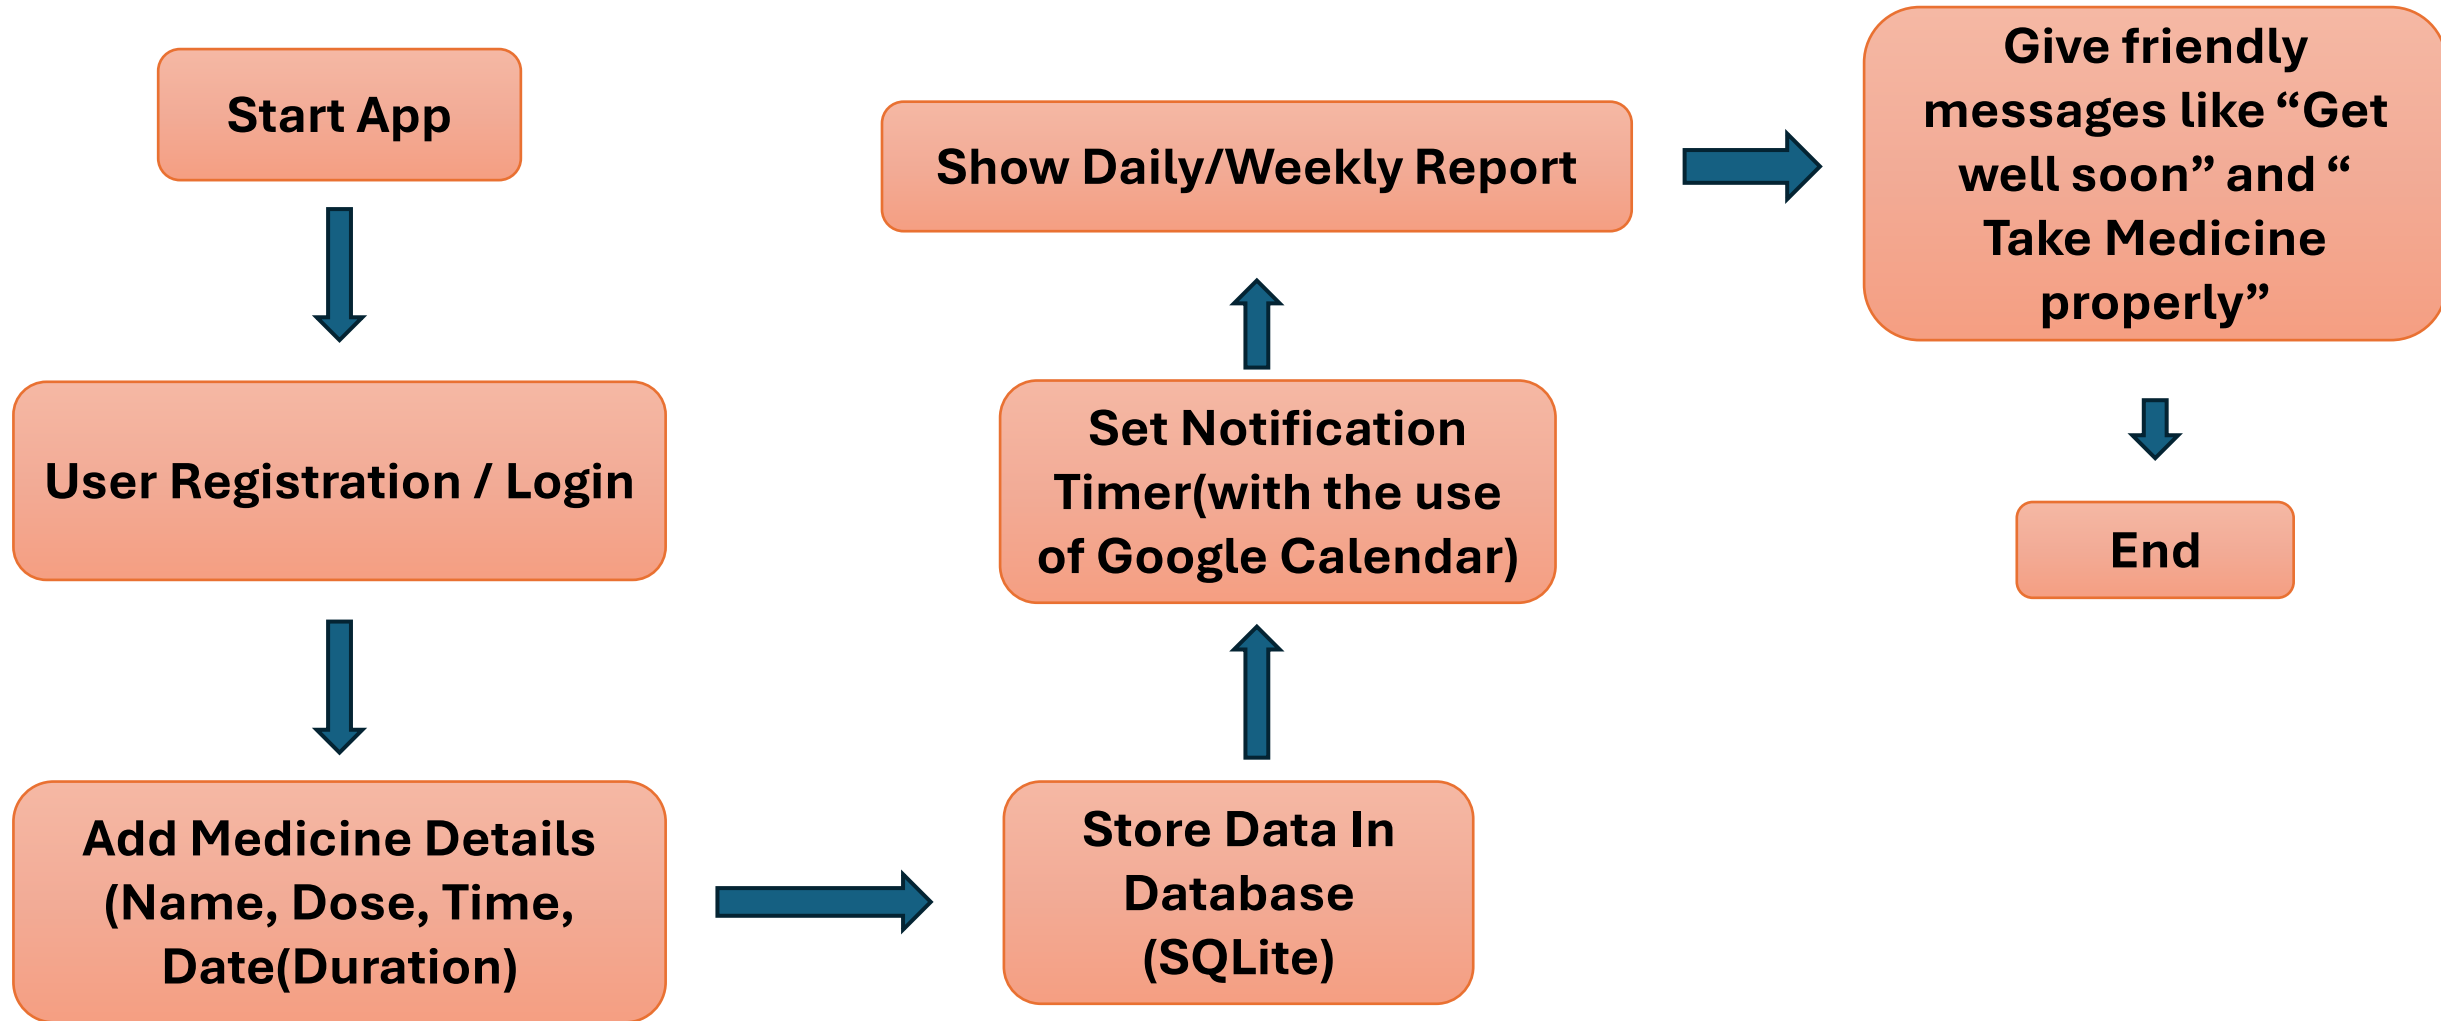 Start App
User Registration / Login
Add Medicine Details
(Name, Dose, Time,
Date(Duration)
Store Data In
Database
(SQLite)
Set Notification
Timer(with the use
of Google Calendar)
Show Daily/Weekly Report
Give friendly
messages like “Get
well soon” and “
Take Medicine
properly”
End